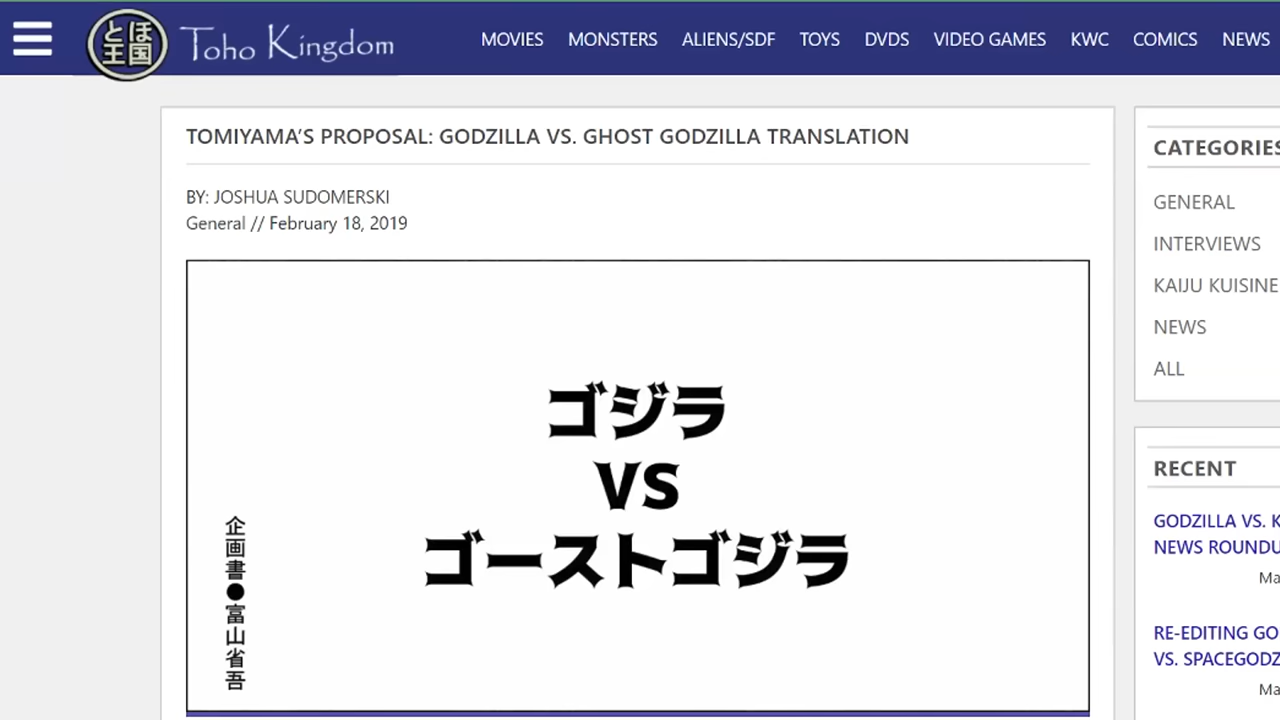 とほ
王国
Toho Kingdom
MOVIES MONSTERS ALIENS/SDF TOYS DVDS VIDEO GAMES KWC COMICS NEWS
TOMIYAMA'S PROPOSAL: GODZILLA VS. GHOST GODZILLA TRANSLATION
BY: JOSHUA SUDOMERSKI
General // February 18, 2019
ゴジラ
VS
ゴーストゴジラ
企画書●富山省吾
CATEGORIES
GENERAL
INTERVIEWS
KAIJU KUISINE
NEWS
ALL
RECENT
GODZILLA VS. K
NEWS ROUNDU
Ma
RE-EDITING GO
VS. SPACEGODZ
Ma